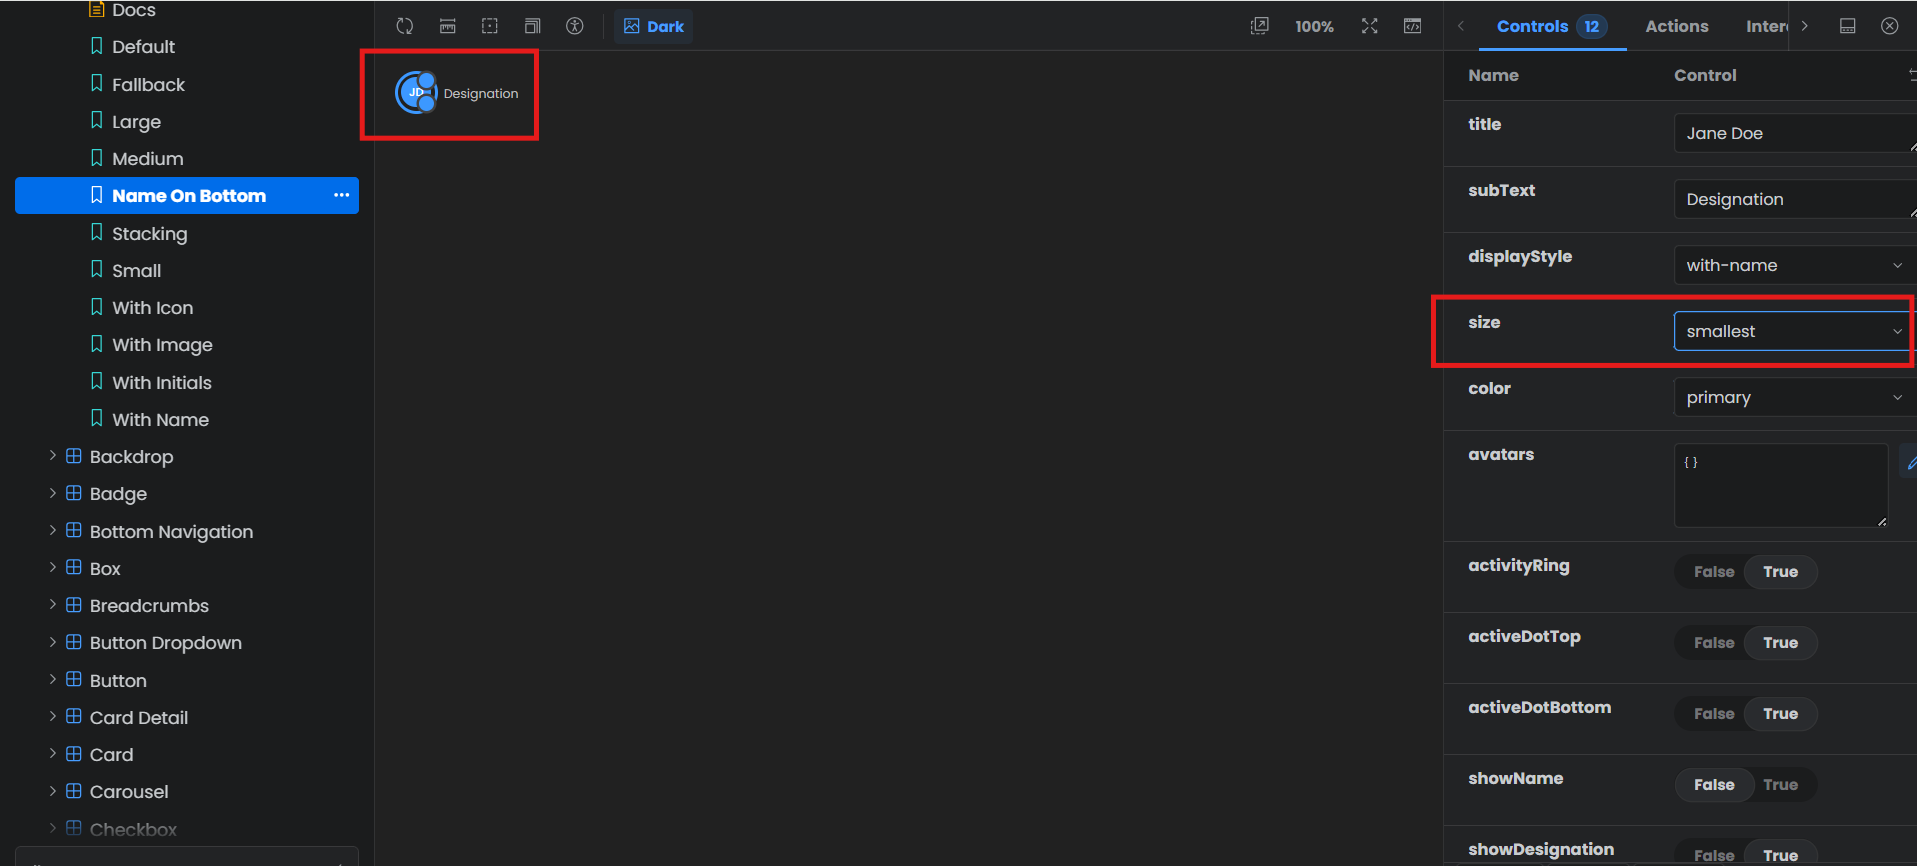 Docs
Default
Fallback
Large
Medium
Name On Bottom
Stacking
Small
With Icon
With Image
With Initials
With Name
Backdrop
Badge
Bottom Navigation
Box
Breadcrumbs
Button Dropdown
Button
Card Detail
Card
Carousel
Checkbox
Dark
100%
JD Designation
Controls 12 Actions
Name Control
title Jane Doe
subText Designation
displayStyle with-name
size smallest
color primary
avatars { }
activityRing False True
activeDotTop False True
activeDotBottom False True
showName False True
showDesignation False True